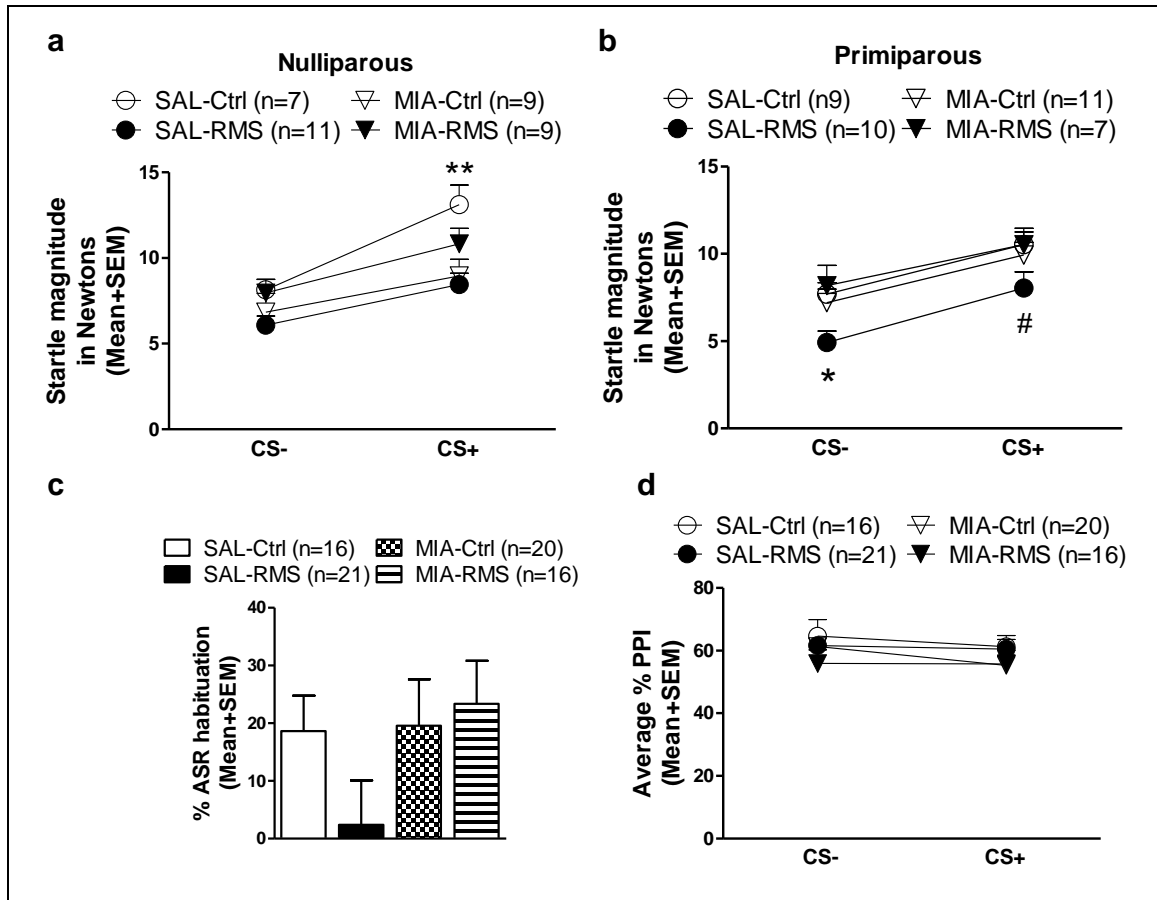 a
Nulliparous
SAL-Ctrl (n=7) MIA-Ctrl (n=9)
SAL-RMS (n=11) MIA-RMS (n=9)
Startle magnitude
in Newtons
(Mean+SEM)
15
10
5
0
**
CS- CS+
b
Primiparous
SAL-Ctrl (n9) MIA-Ctrl (n=11)
SAL-RMS (n=10) MIA-RMS (n=7)
Startle magnitude
in Newtons
(Mean+SEM)
15
10
5
0
*
#
CS- CS+
c
SAL-Ctrl (n=16) MIA-Ctrl (n=20)
SAL-RMS (n=21) MIA-RMS (n=16)
% ASR habituation
(Mean+SEM)
40
30
20
10
0
d
SAL-Ctrl (n=16) MIA-Ctrl (n=20)
SAL-RMS (n=21) MIA-RMS (n=16)
Average % PPI
(Mean+SEM)
80
60
40
20
0
CS- CS+